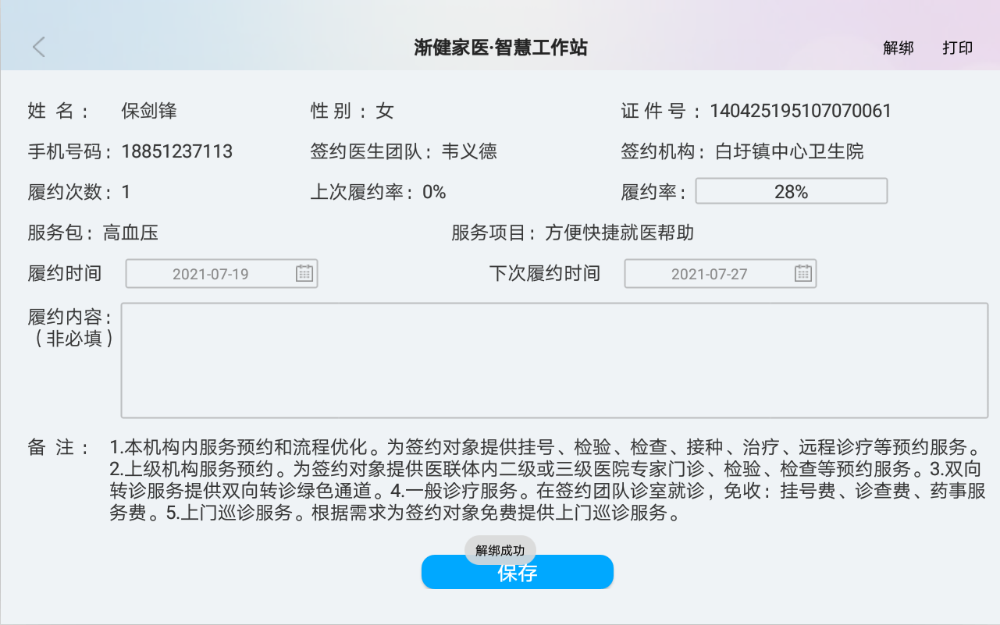 渐健家医·智慧工作站 解绑 打印
姓 名： 保剑锋 性 别：女 证 件 号：140425195107070061
手机号码：18851237113 签约医生团队：韦义德 签约机构：白圩镇中心卫生院
履约次数：1 上次履约率：0% 履约率：28%
服务包：高血压 服务项目：方便快捷就医帮助
履约时间 2021-07-19 下次履约时间 2021-07-27
履约内容：
（非必填）
备 注： 1.本机构内服务预约和流程优化。为签约对象提供挂号、检验、检查、接种、治疗、远程诊疗等预约服务。
2.上级机构服务预约。为签约对象提供医联体内二级或三级医院专家门诊、检验、检查等预约服务。3.双向
转诊服务提供双向转诊绿色通道。4.一般诊疗服务。在签约团队诊室就诊，免收：挂号费、诊查费、药事服
务费。5.上门巡诊服务。根据需求为签约对象免费提供上门巡诊服务。
解绑成功
保存